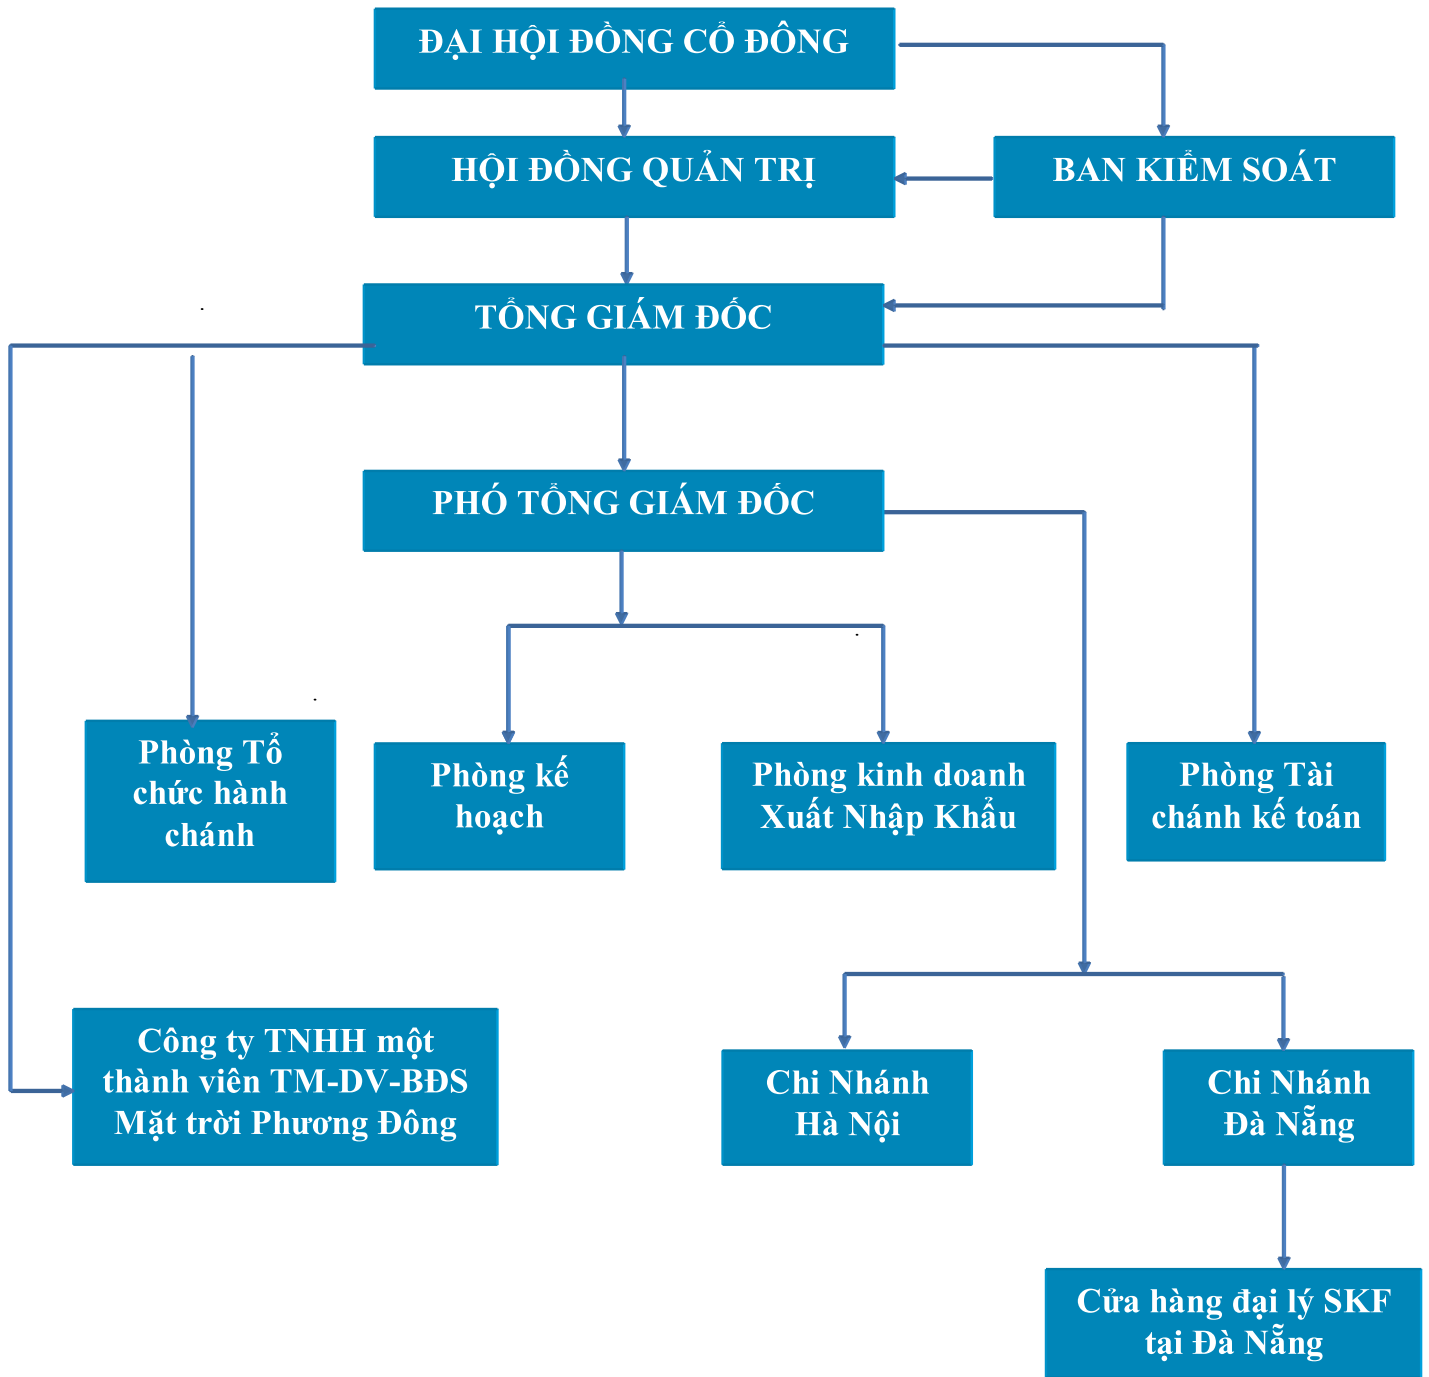 ĐẠI HỘI ĐỒNG CỔ ĐÔNG
HỘI ĐỒNG QUẢN TRỊ
BAN KIỂM SOÁT
TỔNG GIÁM ĐỐC
PHÓ TỔNG GIÁM ĐỐC
Phòng Tổ
chức hành
chánh
Phòng kế
hoạch
Phòng kinh doanh
Xuất Nhập Khẩu
Phòng Tài
chánh kế toán
Công ty TNHH một
thành viên TM-DV-BĐS
Mặt trời Phương Đông
Chi Nhánh
Hà Nội
Chi Nhánh
Đà Nẵng
Cửa hàng đại lý SKF
tại Đà Nẵng